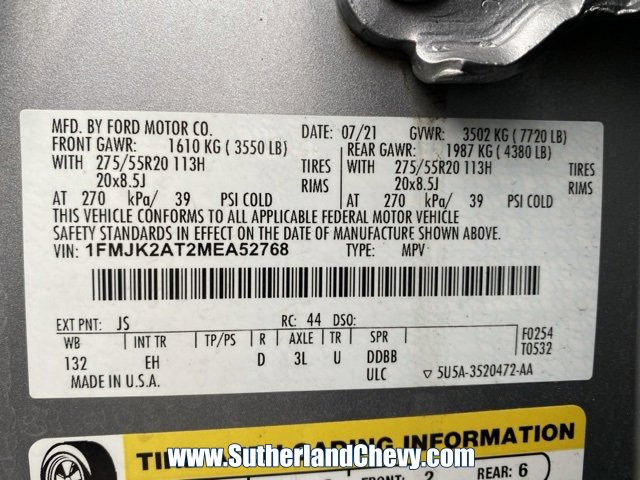 MFD. BY FORD MOTOR CO. DATE: 07/21 GVWR: 3502 KG ( 7720 LB)
FRONT GAWR: 1610 KG ( 3550 LB) REAR GAWR: 1987 KG ( 4380 LB)
WITH 275/55R20 113H TIRES WITH 275/55R20 113H TIRES
20x8.5J RIMS 20x8.5J RIMS
AT 270 kPa/ 39 PSI COLD AT 270 kPa/ 39 PSI COLD
THIS VEHICLE CONFORMS TO ALL APPLICABLE FEDERAL MOTOR VEHICLE
SAFETY STANDARDS IN EFFECT ON THE DATE OF MANUFACTURE SHOWN ABOVE.
VIN: 1FMJK2AT2MEA52768 TYPE: MPV
EXT PNT: JS RC: 44 DSO:
WB INT TR TP/PS R AXLE TR SPR F0254
132 EH D 3L U DDBB T0532
MADE IN U.S.A. ULC ▽ 5U5A-3520472-AA
LOADING INFORMATION
www.SutherlandChevy.com
FRONT: 2 REAR: 6